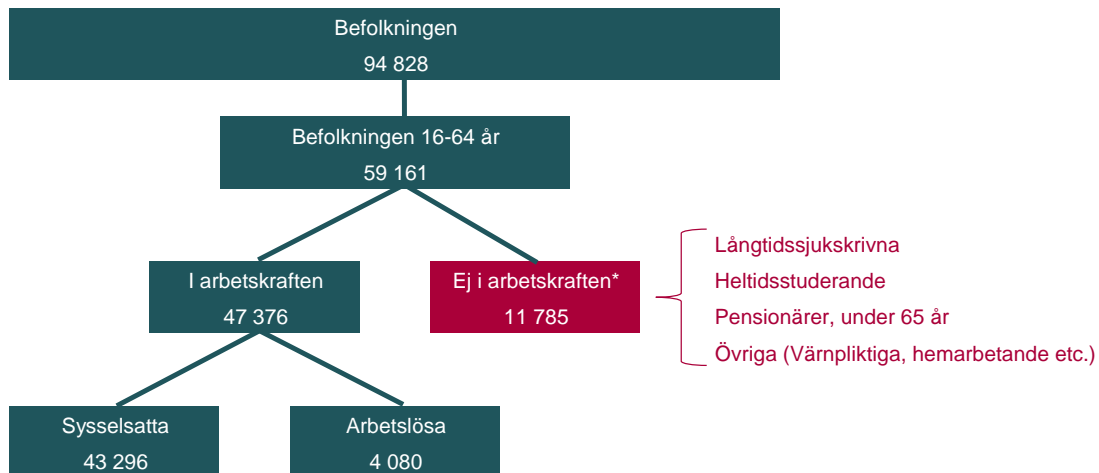 Befolkningen
94 828
Befolkningen 16-64 år
59 161
I arbetskraften
47 376
Ej i arbetskraften*
11 785
Långtidssjukskrivna
Heltidsstuderande
Pensionärer, under 65 år
Övriga (Värnpliktiga, hemarbetande etc.)
Sysselsatta
43 296
Arbetslösa
4 080